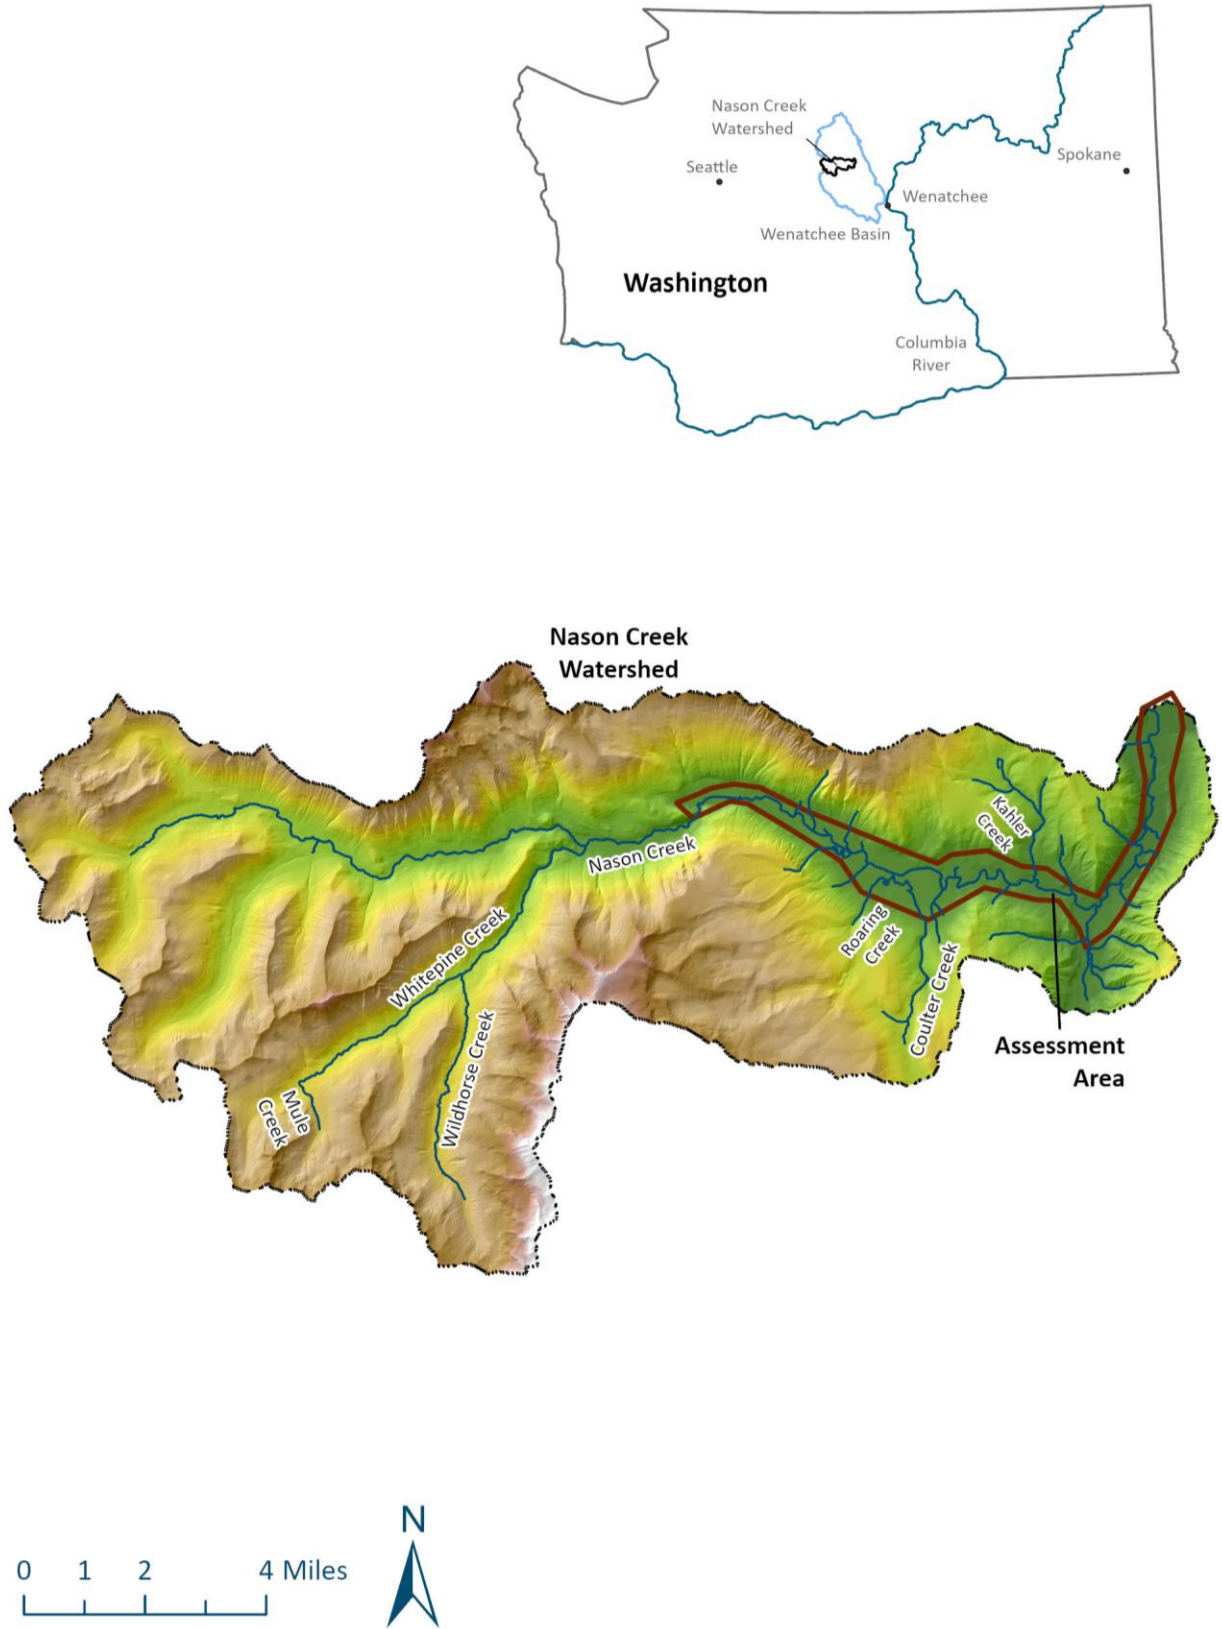 Nason Creek
Watershed
Seattle
Spokane
Wenatchee
Wenatchee Basin
Washington
Columbia
River
Nason Creek
Watershed
Kahler
Creek
Nason Creek
Roaring
Creek
Whitepine Creek
Coulter Creek
Wildhorse Creek
Assessment
Area
Mule
Creek
N
0 1 2 4 Miles